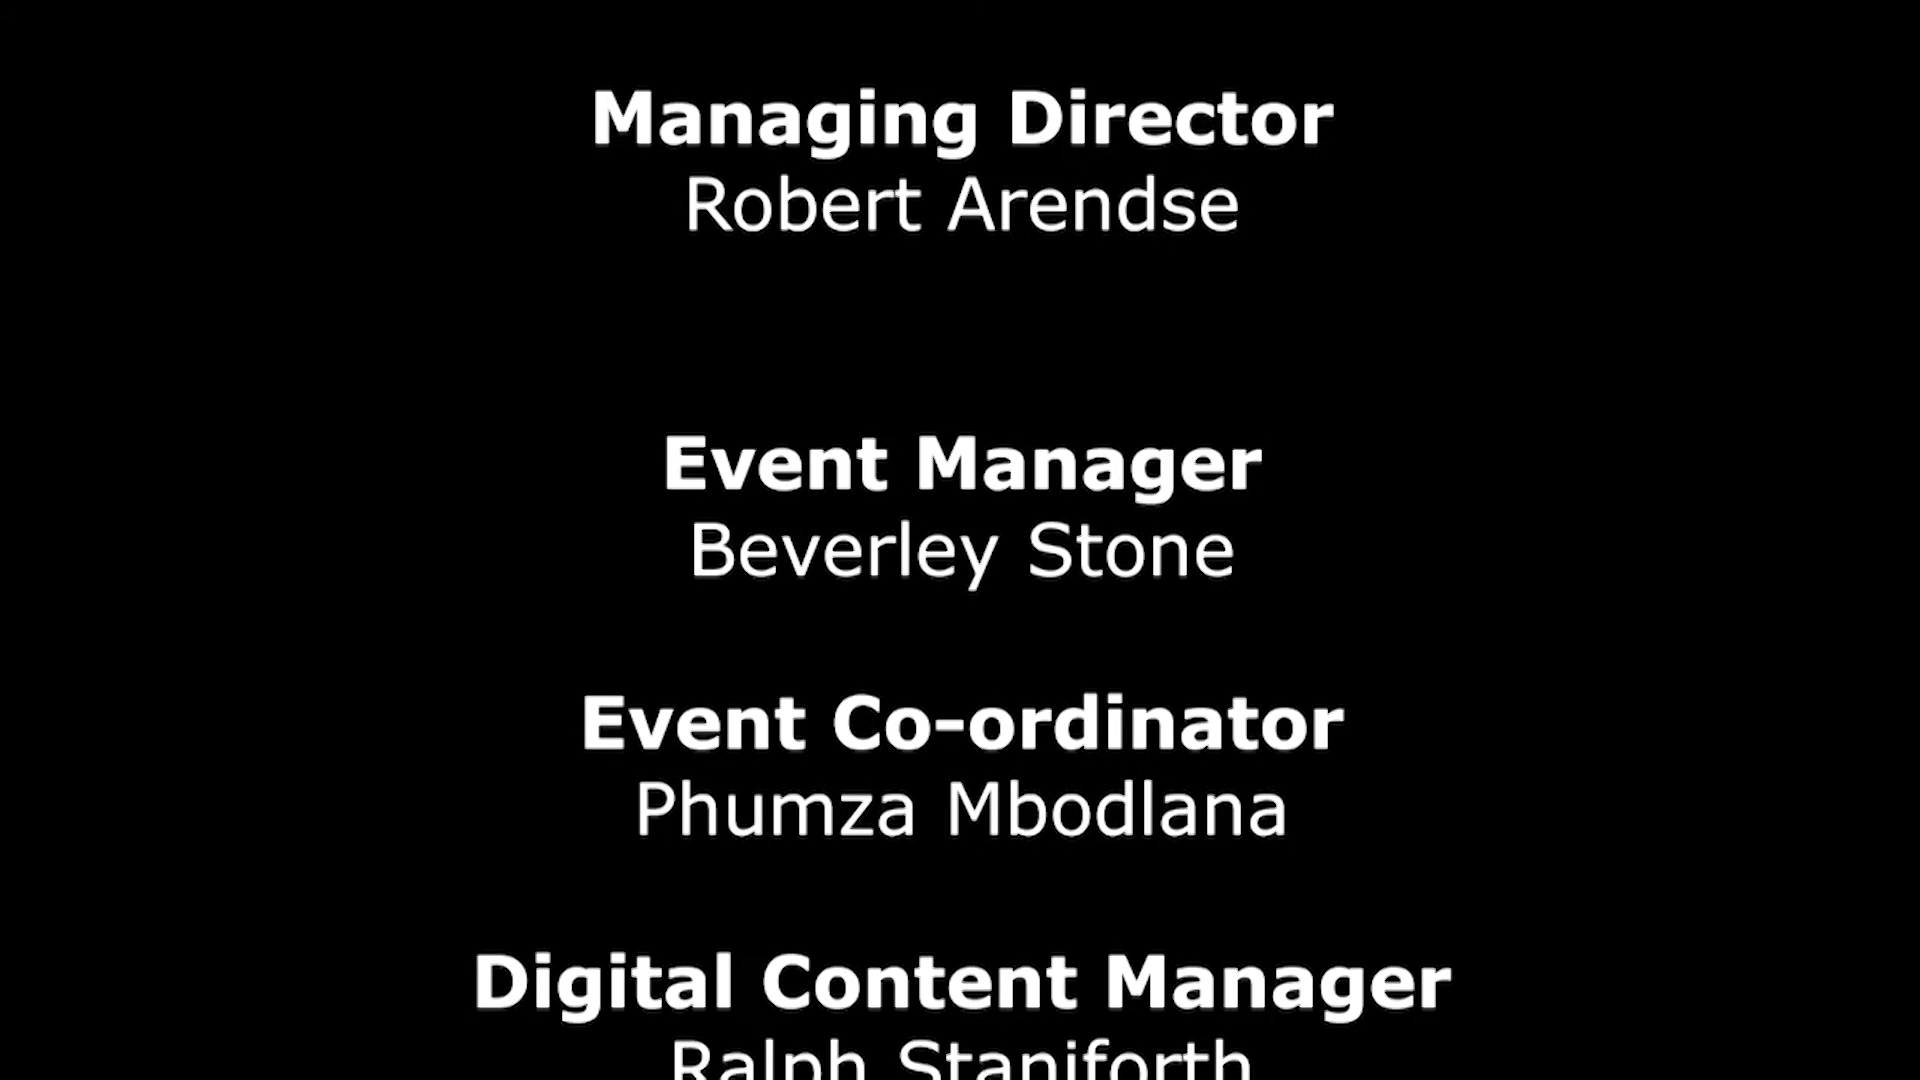 Managing Director
Robert Arendse
Event Manager
Beverley Stone
Event Co-ordinator
Phumza Mbodlana
Digital Content Manager
Ralph Staniforth